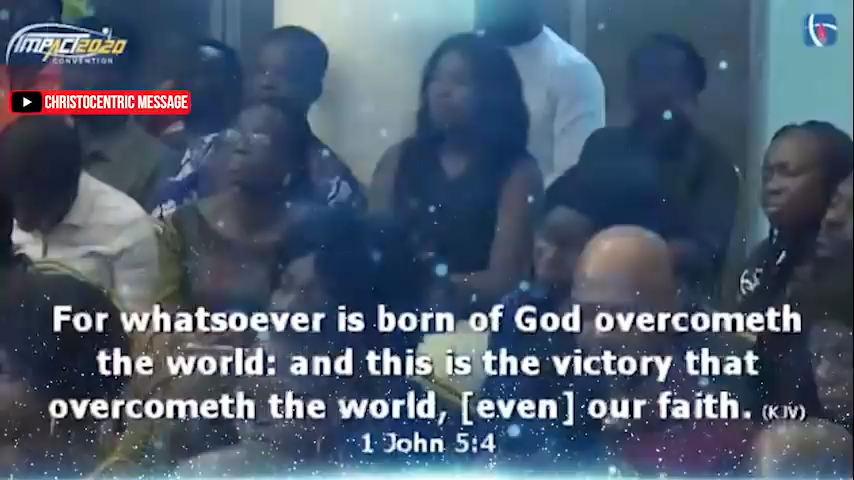 IMPACT2020
CONVENTION
CHRISTOCENTRIC MESSAGE
For whatsoever is born of God overcometh
the world: and this is the victory that
overcometh the world, [even] our faith. (KJV)
1 John 5:4